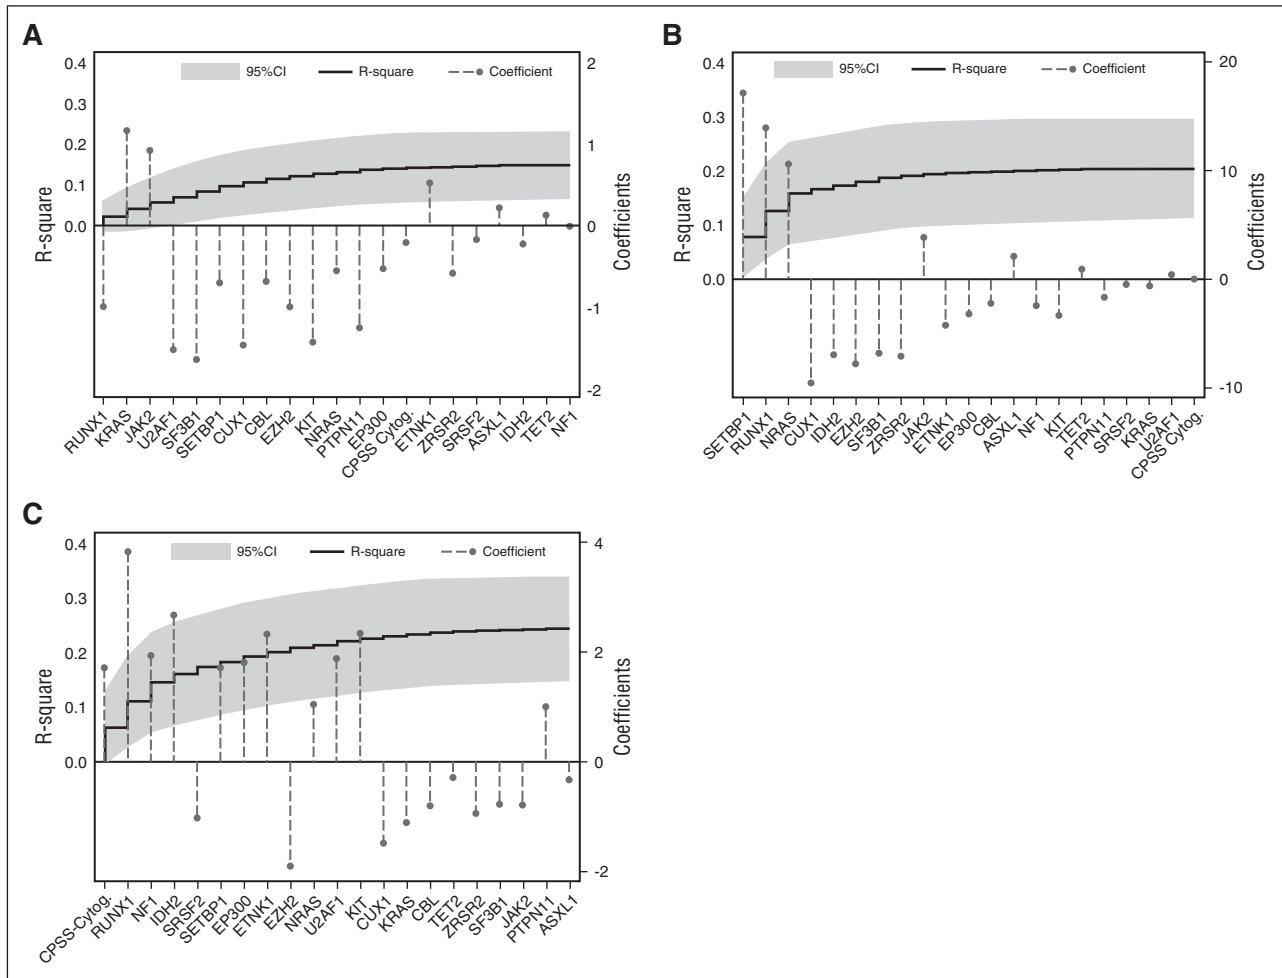 A
95%CI R-square Coefficient
0.4
0.3
0.2
0.1
0.0
R-square
2
1
0
-1
-2
Coefficients
RUNX1 KRAS JAK2 U2AF1 SF3B1 SETBP1 CUX1 CBL EZH2 KIT NRAS PTPN11 EP300 CPSS Cytog. ETNK1 ZRSR2 SRSF2 ASXL1 IDH2 TET2 NF1
B
95%CI R-square Coefficient
0.4
0.3
0.2
0.1
0.0
R-square
20
10
0
-10
Coefficients
SETBP1 RUNX1 NRAS CUX1 IDH2 EZH2 SF3B1 ZRSR2 JAK2 ETNK1 EP300 CBL ASXL1 NF1 KIT TET2 PTPN11 SRSF2 KRAS U2AF1 CPSS Cytog.
C
95%CI R-square Coefficient
0.4
0.3
0.2
0.1
0.0
R-square
4
2
0
-2
Coefficients
CPSS-Cytog. RUNX1 NF1 IDH2 SRSF2 SETBP1 EP300 ETNK1 EZH2 NRAS U2AF1 KIT CUX1 KRAS CBL TET2 ZRSR2 SF3B1 JAK2 PTPN11 ASXL1